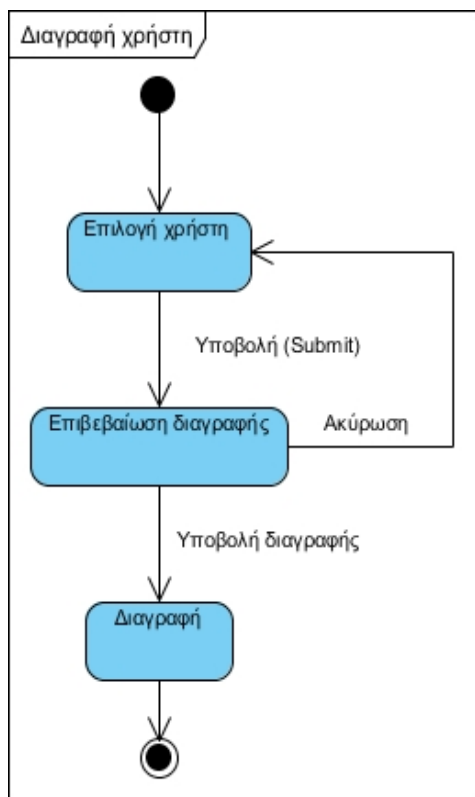 Διαγραφή χρήστη
Επιλογή χρήστη
Υποβολή (Submit)
Επιβεβαίωση διαγραφής
Ακύρωση
Υποβολή διαγραφής
Διαγραφή